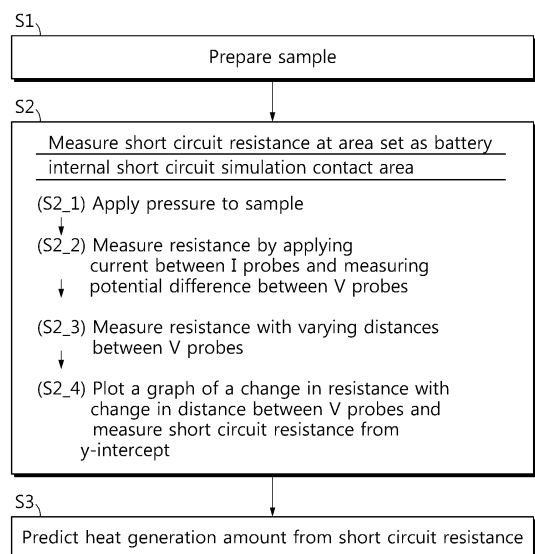 S1
Prepare sample
S2
Measure short circuit resistance at area set as battery
internal short circuit simulation contact area
(S2_1) Apply pressure to sample
(S2_2) Measure resistance by applying
current between I probes and measuring
potential difference between V probes
(S2_3) Measure resistance with varying distances
between V probes
(S2_4) Plot a graph of a change in resistance with
change in distance between V probes and
measure short circuit resistance from
y-intercept
S3
Predict heat generation amount from short circuit resistance